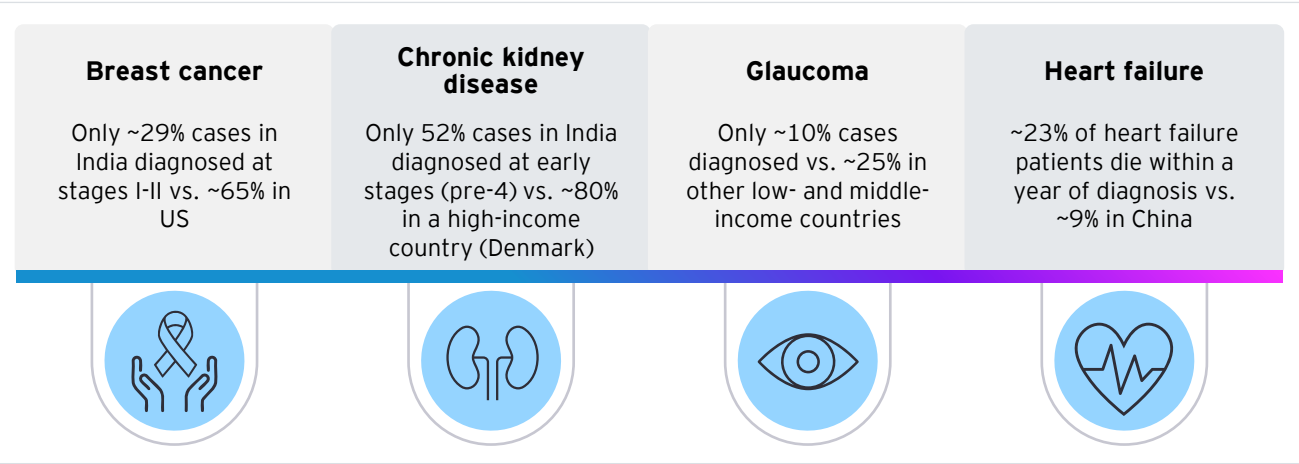 Breast cancer
Only ~29% cases in
India diagnosed at
stages I-II vs. ~65% in
US
Chronic kidney
disease
Only 52% cases in India
diagnosed at early
stages (pre-4) vs. ~80%
in a high-income
country (Denmark)
Glaucoma
Only ~10% cases
diagnosed vs. ~25% in
other low- and middle-
income countries
Heart failure
~23% of heart failure
patients die within a
year of diagnosis vs.
~9% in China